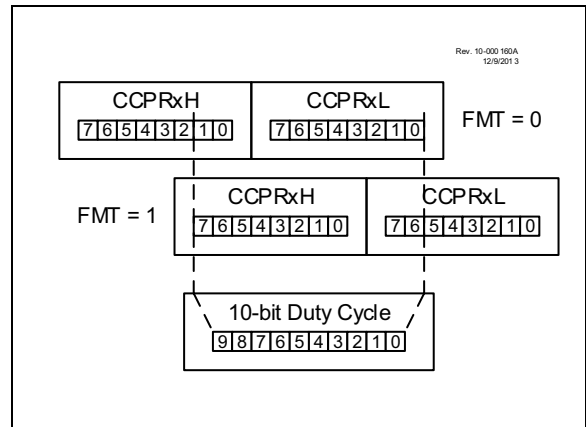 Rev. 10-000 160A
12/9/201 3
CCPRxH CCPRxL
7 6 5 4 3 2 1 0 7 6 5 4 3 2 1 0 FMT = 0
CCPRxH CCPRxL
FMT = 1 7 6 5 4 3 2 1 0 7 6 5 4 3 2 1 0
10-bit Duty Cycle
9 8 7 6 5 4 3 2 1 0